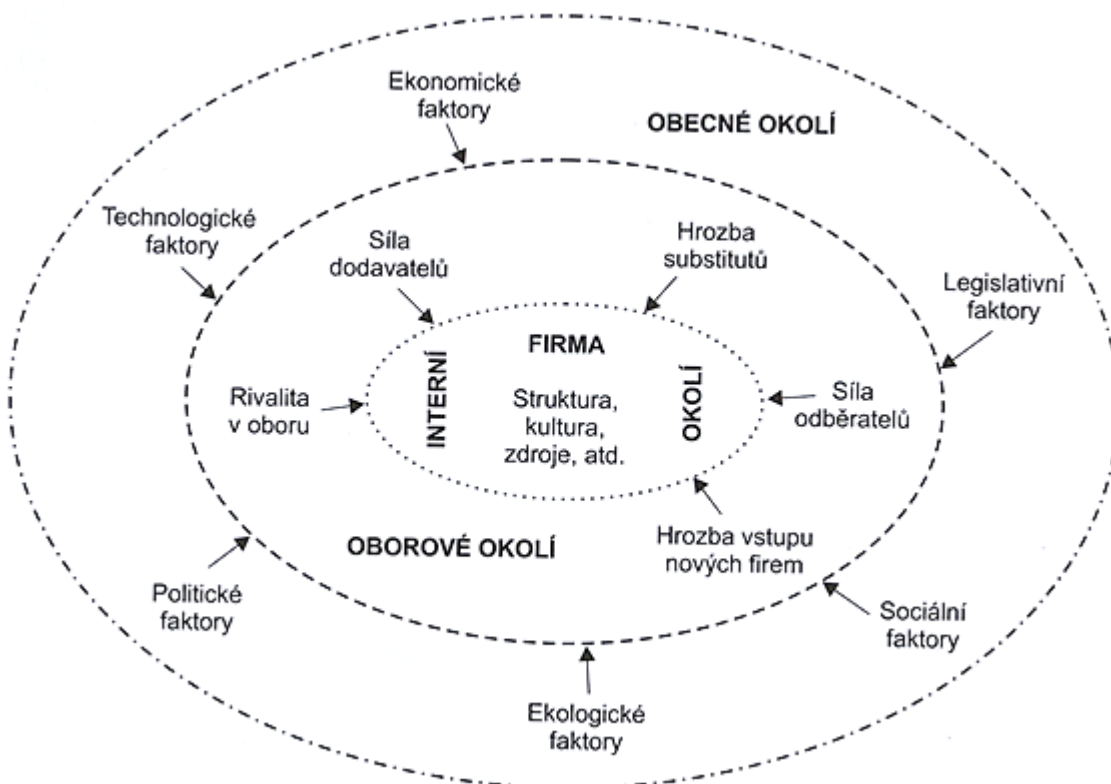 Ekonomické
faktory
OBECNÉ OKOLÍ
Technologické
faktory
Síla
dodavatelů
Hrozba
substitutů
Legislativní
faktory
FIRMA
INTERNÍ
OKOLÍ
Rivalita
v oboru
Struktura,
kultura,
zdroje, atd.
Síla
odběratelů
OBOROVÉ OKOLÍ
Hrozba vstupu
nových firem
Politické
faktory
Sociální
faktory
Ekologické
faktory